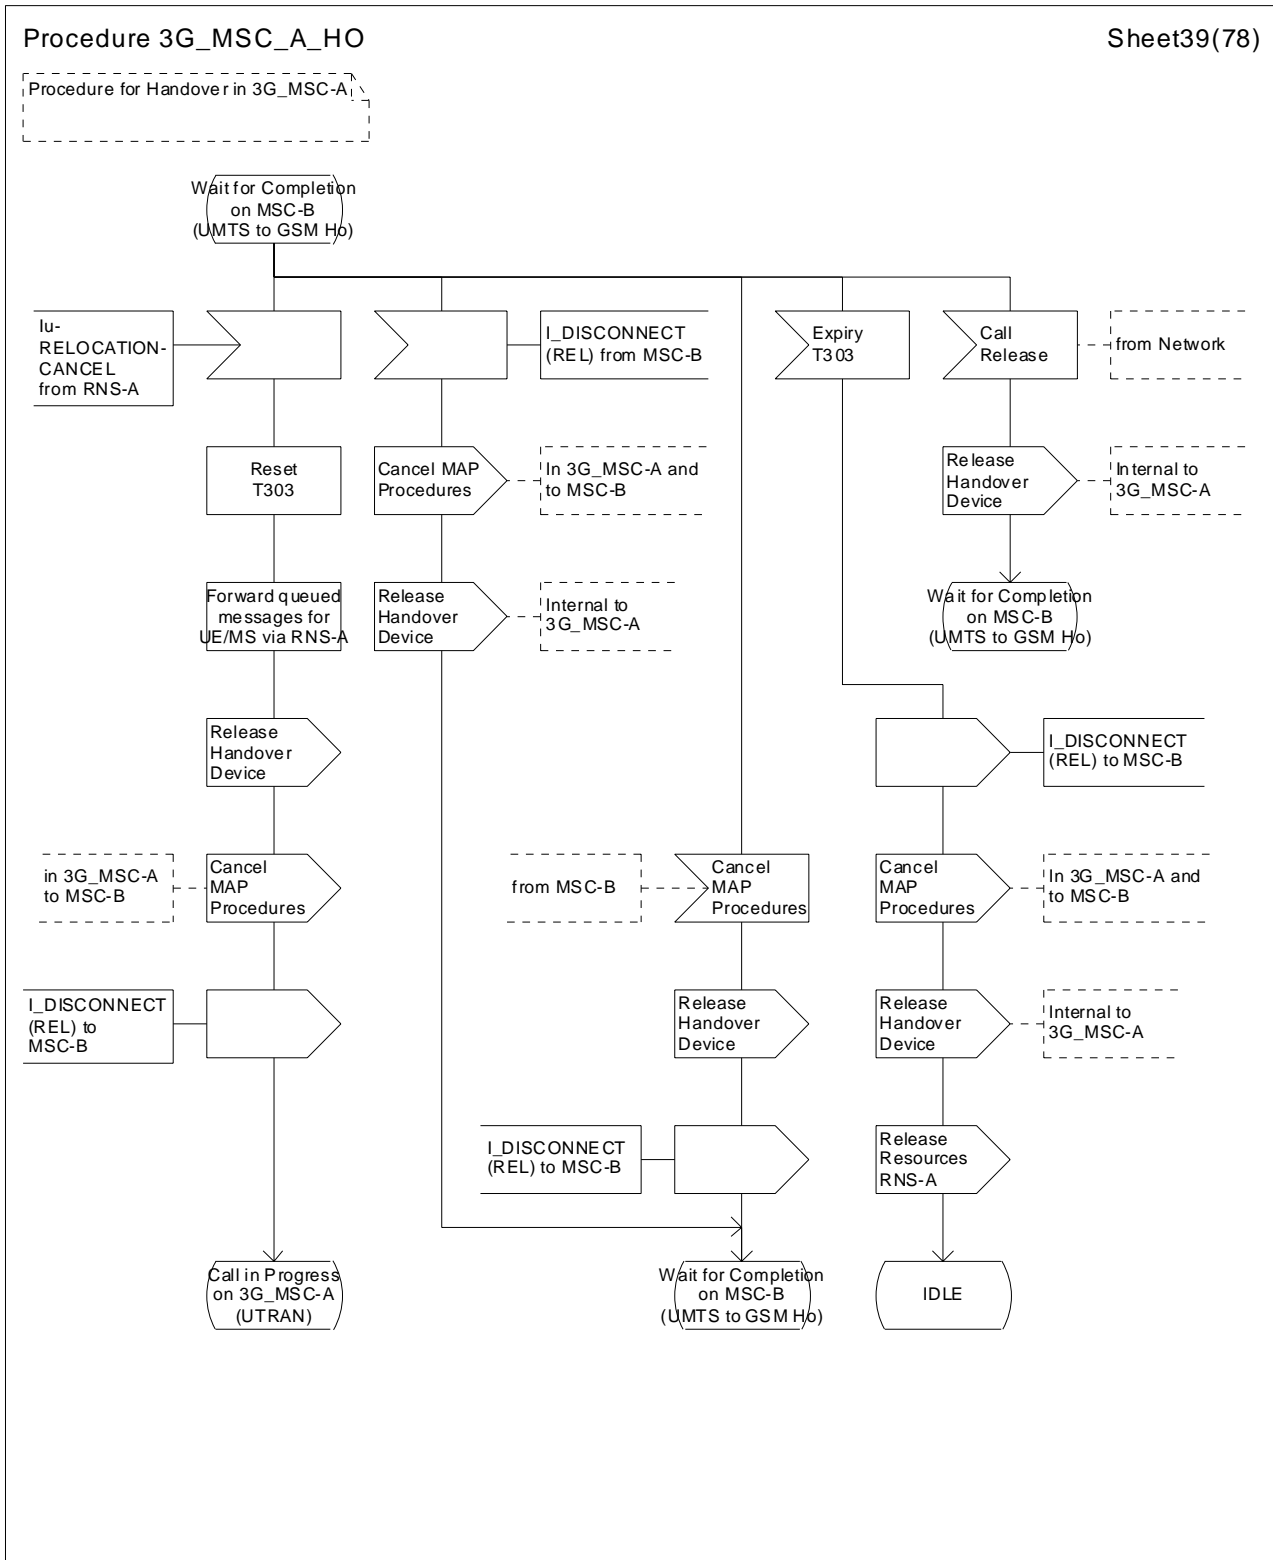 Procedure 3G_MSC_A_HO
Sheet39(78)
Procedure for Handover in 3G_MSC-A
Wait for Completion
on MSC-B
(UMTS to GSM Ho)
Iu-
RELOCATION-
CANCEL
from RNS-A
I_DISCONNECT
(REL) from MSC-B
Expiry
T303
Call
Release
from Network
Reset
T303
Cancel MAP
Procedures
In 3G_MSC-A and
to MSC-B
Release
Handover
Device
Internal to
3G_MSC-A
Forward queued
messages for
UE/MS via RNS-A
Release
Handover
Device
Internal to
3G_MSC-A
Wait for Completion
on MSC-B
(UMTS to GSM Ho)
Release
Handover
Device
I_DISCONNECT
(REL) to MSC-B
in 3G_MSC-A
to MSC-B
Cancel
MAP
Procedures
from MSC-B
Cancel
MAP
Procedures
Cancel
MAP
Procedures
In 3G_MSC-A and
to MSC-B
I_DISCONNECT
(REL) to
MSC-B
Release
Handover
Device
Release
Handover
Device
Internal to
3G_MSC-A
I_DISCONNECT
(REL) to MSC-B
Release
Resources
RNS-A
Call in Progress
on 3G_MSC-A
(UTRAN)
Wait for Completion
on MSC-B
(UMTS to GSM Ho)
IDLE